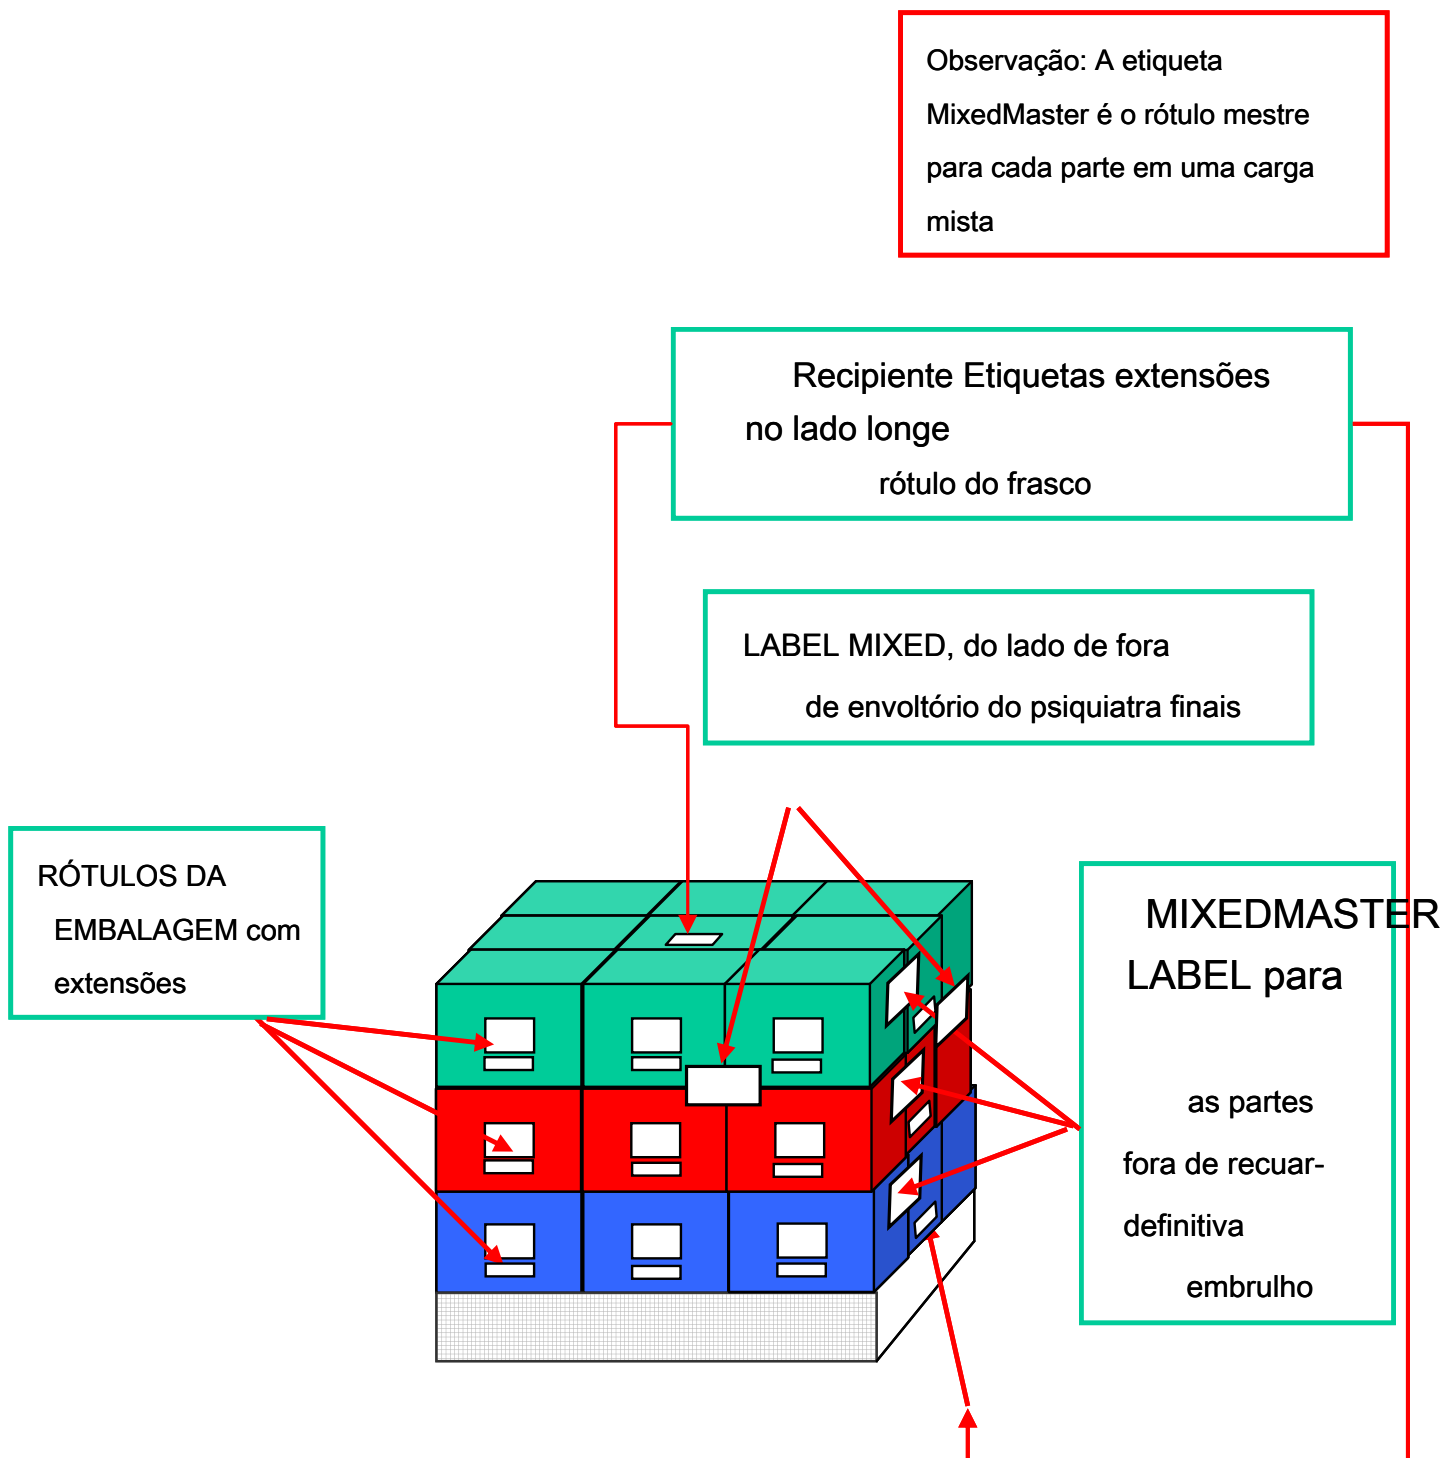 Observação: A etiqueta
MixedMaster é o rótulo mestre
para cada parte em uma carga
mista
Recipiente Etiquetas extensões
no lado longe
rótulo do frasco
LABEL MIXED, do lado de fora
de envoltório do psiquiatra finais
RÓTULOS DA
EMBALAGEM com
extensões
MIXEDMASTER
LABEL para
as partes
fora de recuar-
definitiva
embrulho